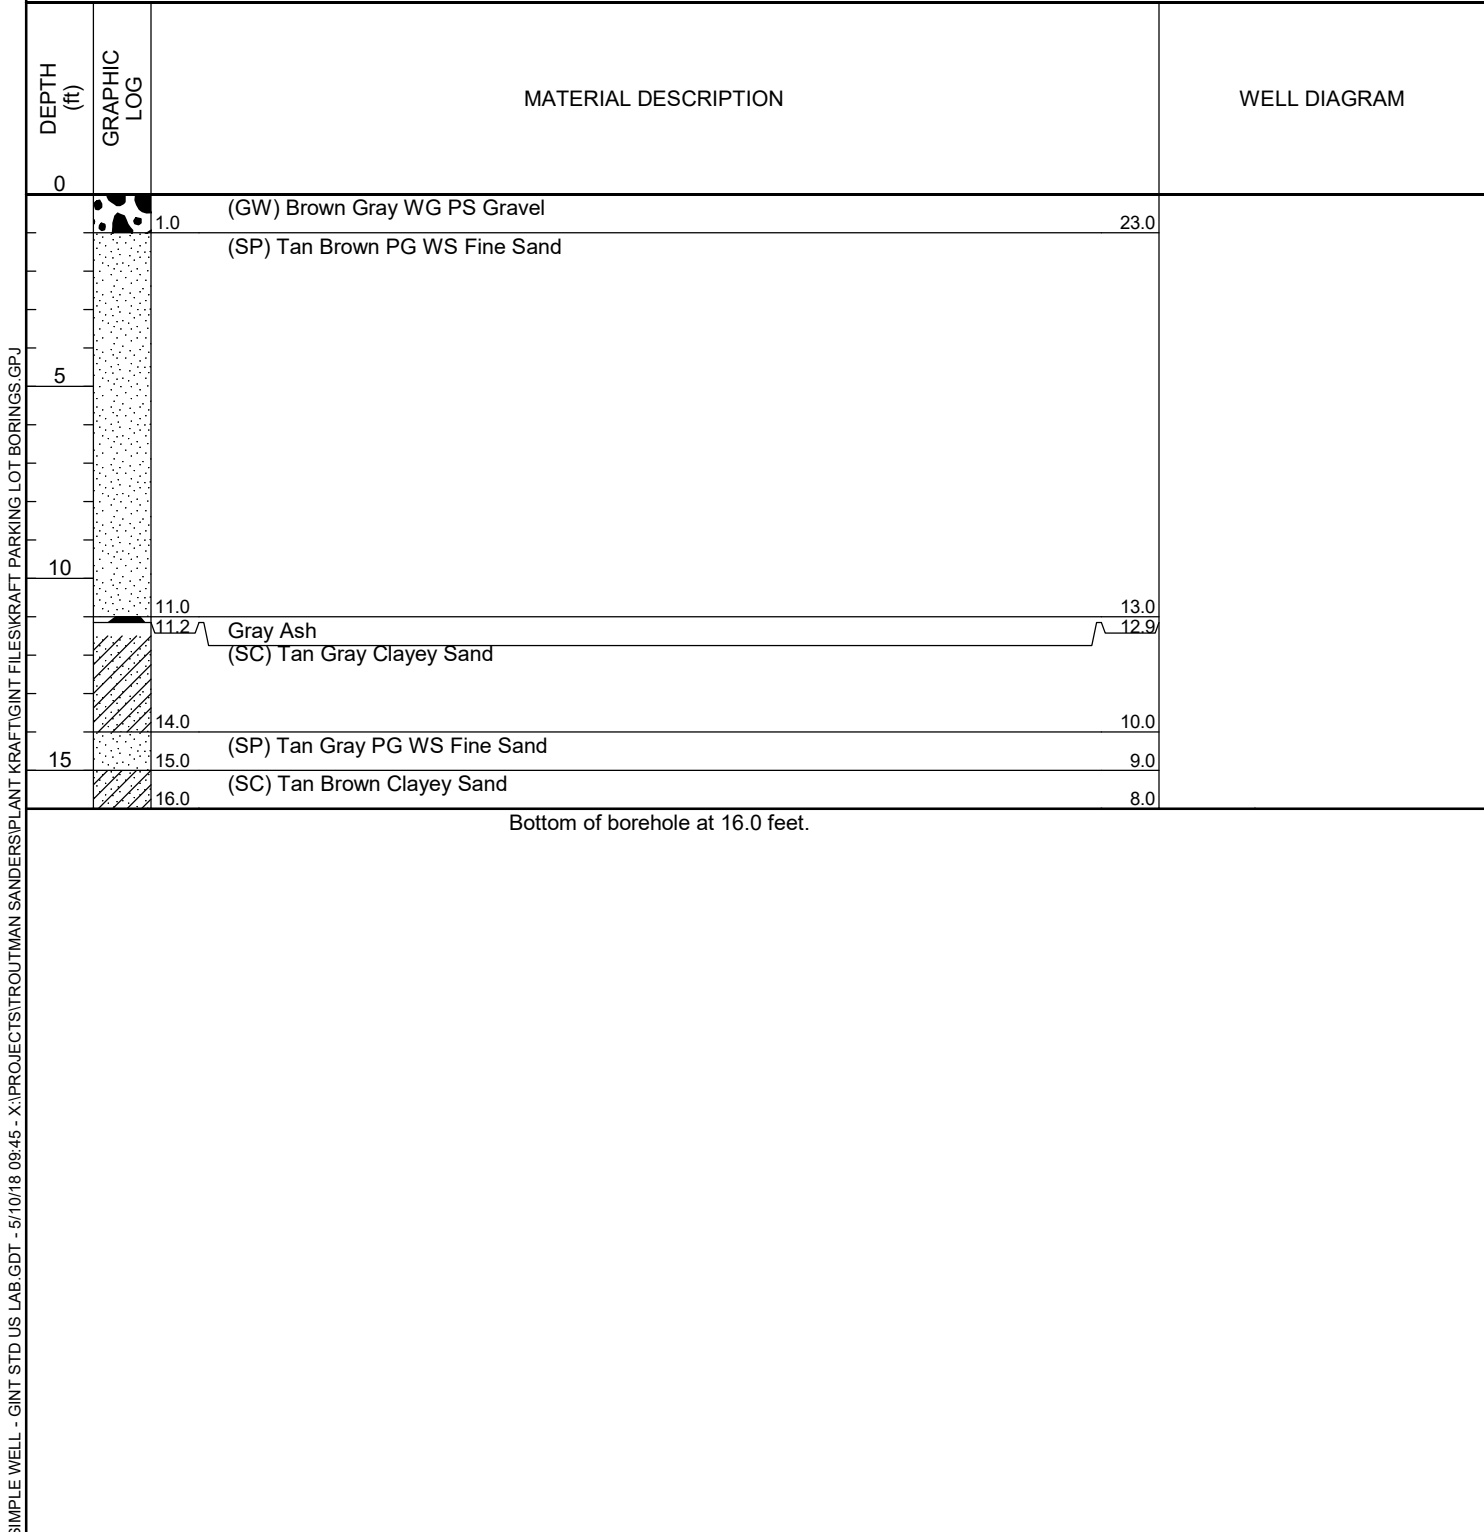 DEPTH
(ft)
GRAPHIC
LOG
MATERIAL DESCRIPTION
WELL DIAGRAM
0
(GW) Brown Gray WG PS Gravel
1.0
23.0
(SP) Tan Brown PG WS Fine Sand
5
10
11.0
13.0
11.2
Gray Ash
12.9
(SC) Tan Gray Clayey Sand
14.0
10.0
(SP) Tan Gray PG WS Fine Sand
15
15.0
9.0
(SC) Tan Brown Clayey Sand
16.0
8.0
Bottom of borehole at 16.0 feet.
SIMPLE WELL - GINT STD US LAB.GDT - 5/10/18 09:45 - X:\PROJECTS\TROUTMAN SANDERS\PLANT KRAFT\GINT FILES\KRAFT PARKING LOT BORINGS.GPJ